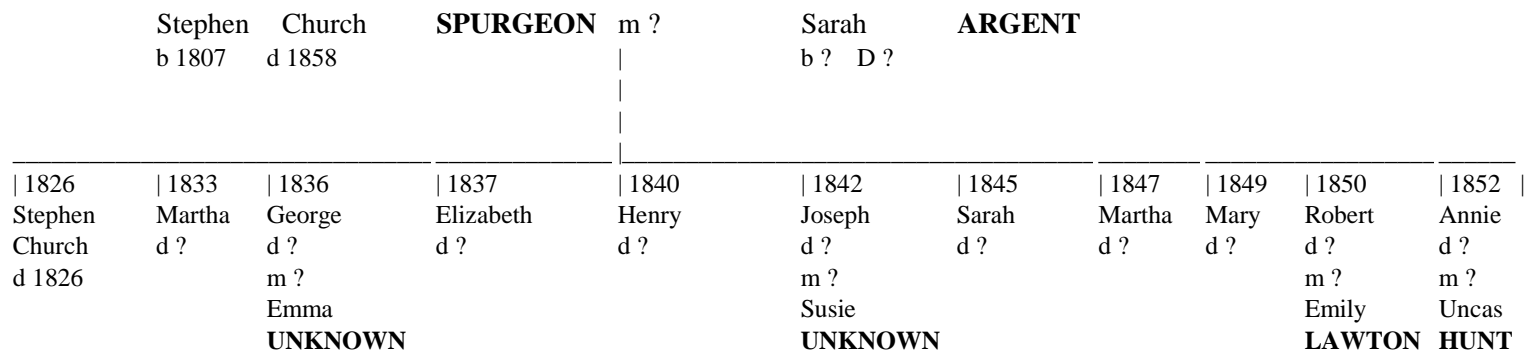 Stephen Church SPURGEON m ? Sarah ARGENT
b 1807 d 1858 | b ? D ?
|
|
|
| 1826 | 1833 | 1836 | 1837 | 1840 | 1842 | 1845 | 1847 | 1849 | 1850 | 1852 |
Stephen Martha George Elizabeth Henry Joseph Sarah Martha Mary Robert Annie
Church d ? d ? d ? d ? d ? d ? d ? d ? d ? d ?
d 1826 m ? m ? m ? m ?
Emma Susie Emily Uncas
UNKNOWN UNKNOWN LAWTON HUNT